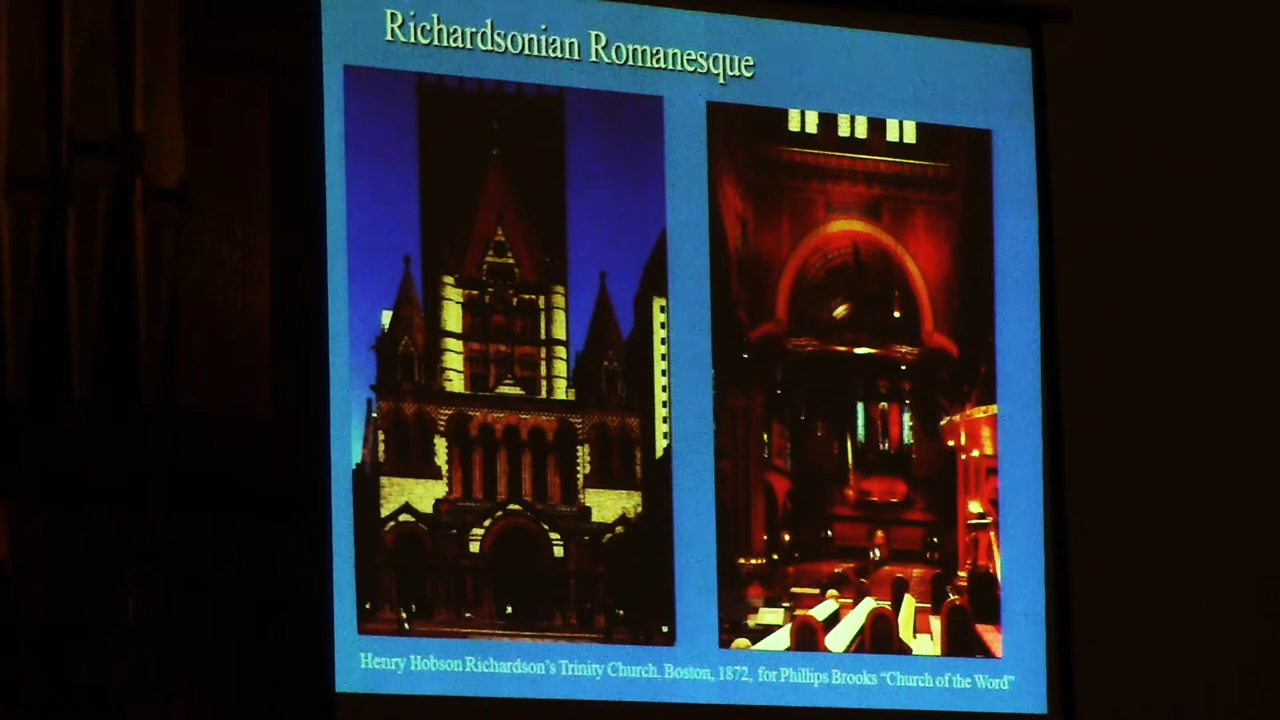 Richardsonian Romanesque
Henry Hobson Richardson's Trinity Church, Boston, 1872, for Phillips Brooks "Church of the Word"